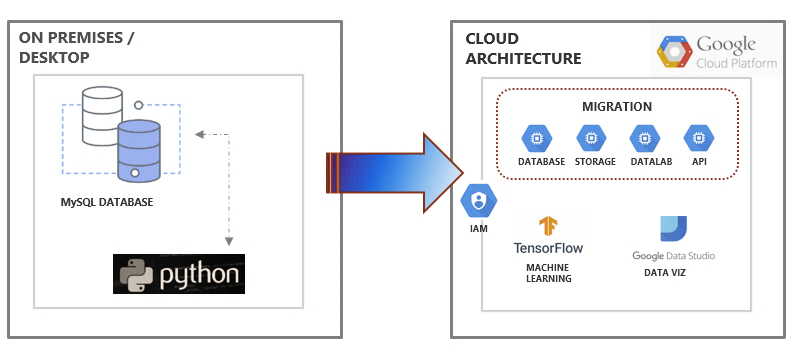 ON PREMISES /
DESKTOP
MySQL DATABASE
python
CLOUD
ARCHITECTURE
Google
Cloud Platform
MIGRATION
DATABASE
STORAGE
DATALAB
API
IAM
TensorFlow
MACHINE
LEARNING
Google Data Studio
DATA VIZ